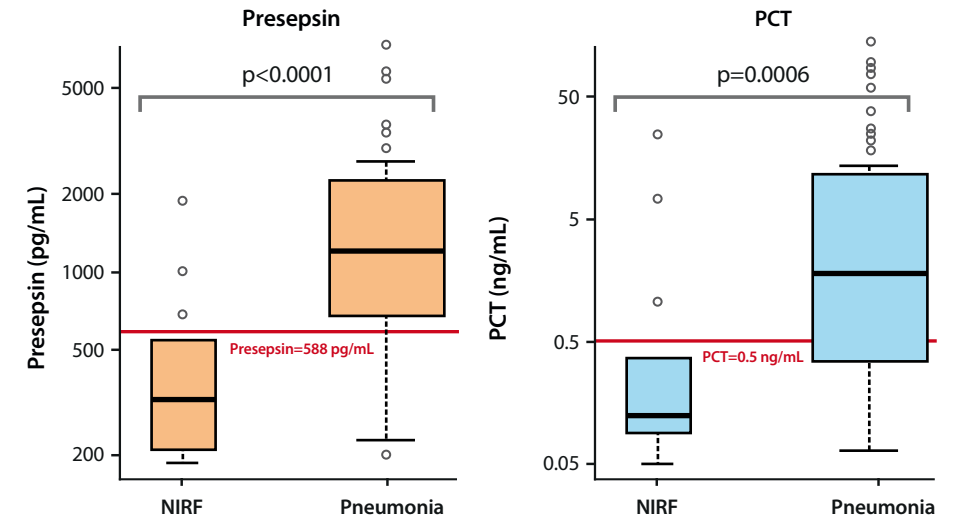 Presepsin
p<0.0001
Presepsin (pg/mL)
5000
2000
1000
500
200
Presepsin=588 pg/mL
NIRF
Pneumonia
PCT
p=0.0006
PCT (ng/mL)
50
5
0.5
0.05
PCT=0.5 ng/mL
NIRF
Pneumonia